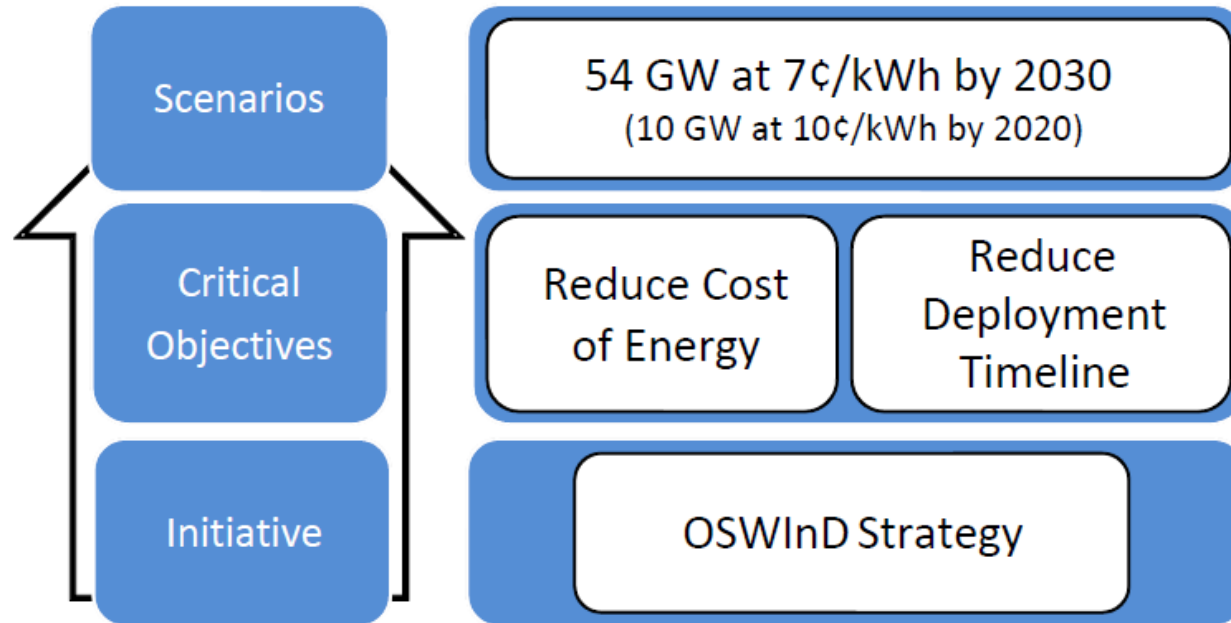 Scenarios
54 GW at 7¢/kWh by 2030
(10 GW at 10¢/kWh by 2020)
Critical
Objectives
Reduce Cost
of Energy
Reduce
Deployment
Timeline
Initiative
OSWInD Strategy